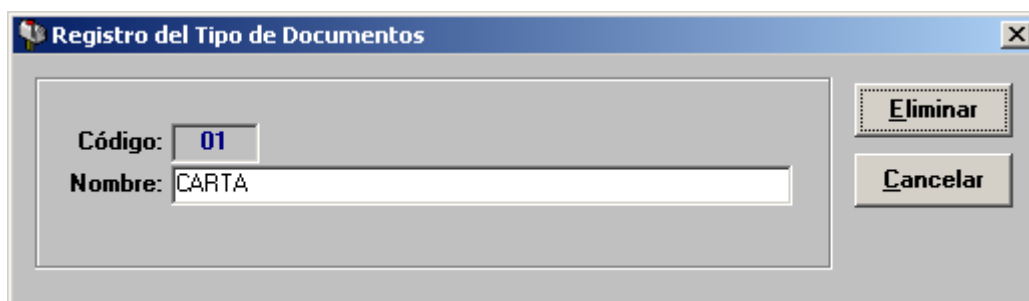 Registro del Tipo de Documentos
Código: 01
Nombre: CARTA
Eliminar
Cancelar